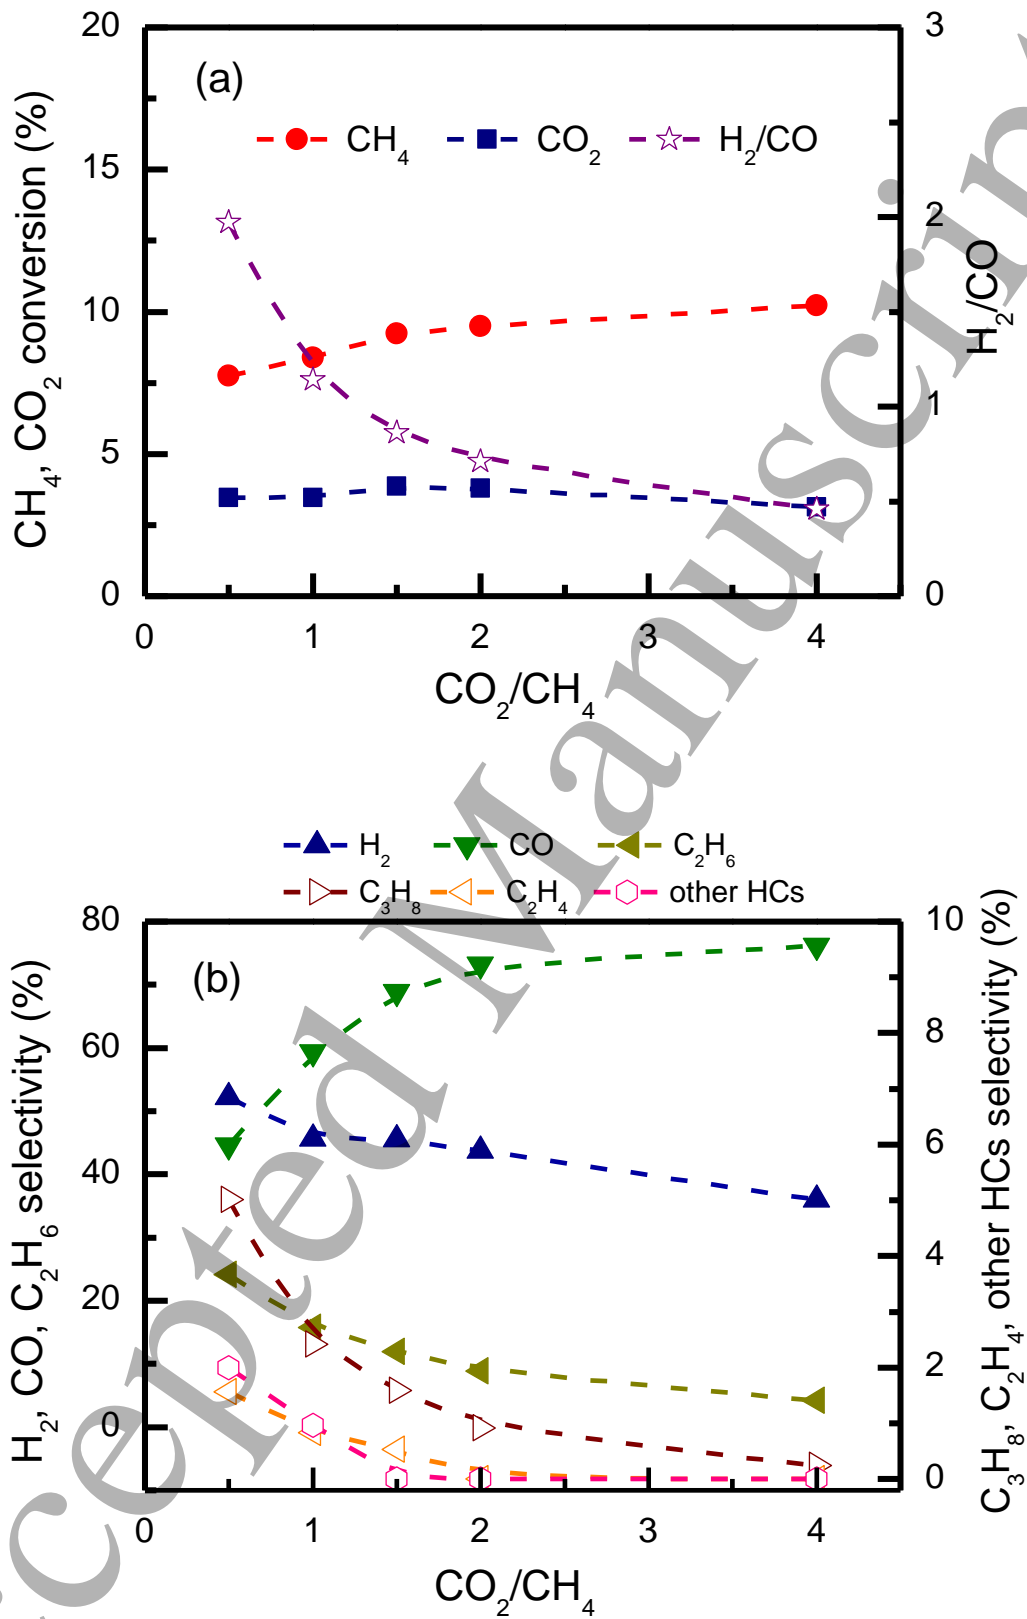 (a)
CH₄ CO₂ H₂/CO
CH₄, CO₂ conversion (%)
20
15
10
5
0
H₂/CO
3
2
1
0
0 1 2 3 4
CO₂/CH₄
H₂ CO C₂H₆
C₃H₈ C₂H₄ other HCs
(b)
H₂, CO, C₂H₆ selectivity (%)
80
60
40
20
0
C₃H₈, C₂H₄, other HCs selectivity (%)
10
8
6
4
2
0
0 1 2 3 4
CO₂/CH₄
cepted Manuscrip